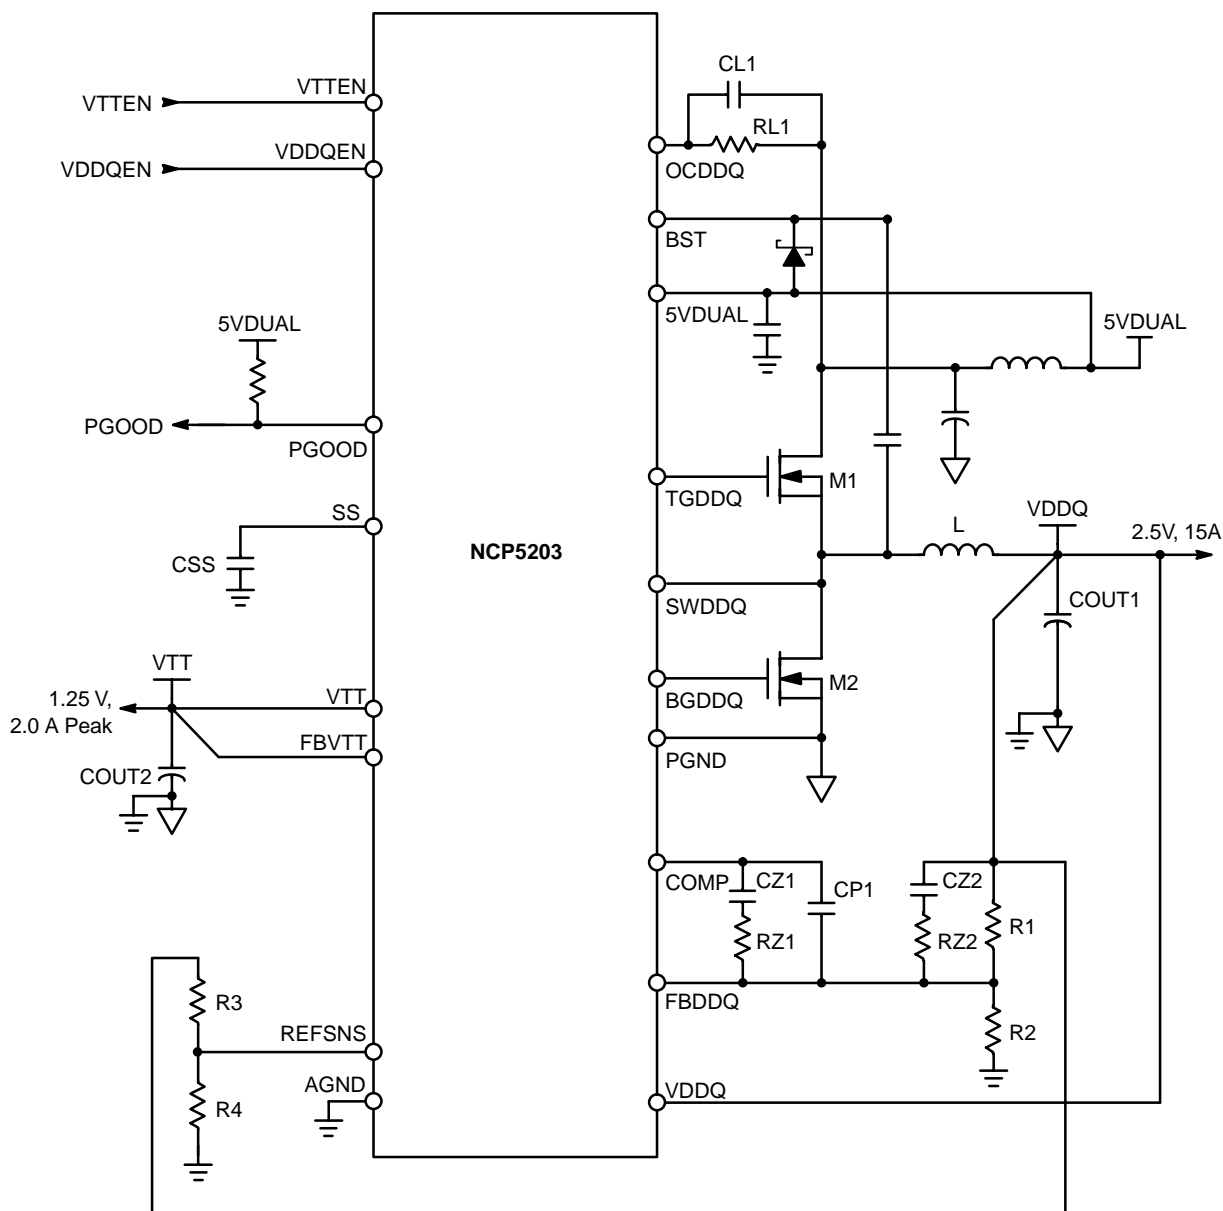 CL1
VTTEN
VTTEN
RL1
VDDQEN
VDDQEN
OCDDQ
BST
5VDUAL
5VDUAL
5VDUAL
PGOOD
PGOOD
TGDDQ
M1
SS
VDDQ
L
2.5V, 15A
NCP5203
CSS
SWDDQ
COUT1
VTT
1.25 V,
2.0 A Peak
VTT
BGDDQ
M2
FBVTT
PGND
COUT2
COMP
CZ1
CP1
CZ2
RZ1
RZ2
R1
FBDDQ
R3
REFSNS
R2
AGND
VDDQ
R4